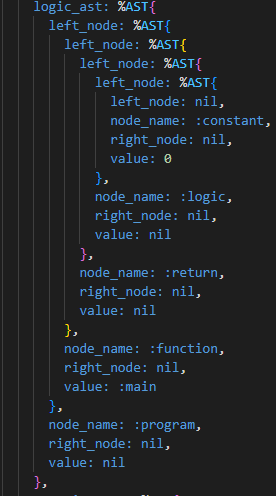 logic_ast: %AST{
left_node: %AST{
left_node: %AST{
left_node: %AST{
left_node: %AST{
left_node: nil,
node_name: :constant,
right_node: nil,
value: 0
},
node_name: :logic,
right_node: nil,
value: nil
},
node_name: :return,
right_node: nil,
value: nil
},
node_name: :function,
right_node: nil,
value: :main
},
node_name: :program,
right_node: nil,
value: nil
},